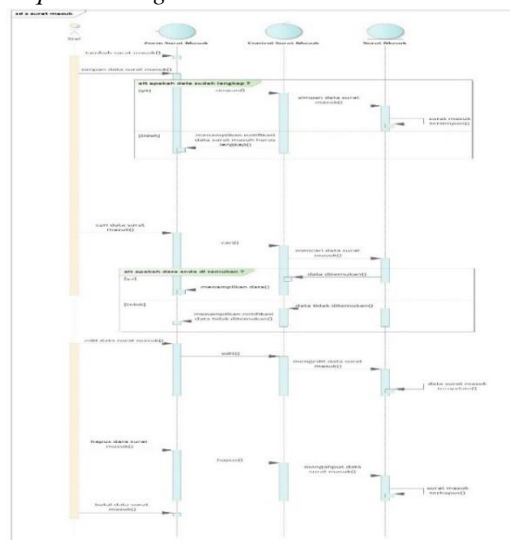 sd s surat masuk
Staf
Form Surat Masuk
Control Surat Masuk
Surat Masuk
tambah surat masuk()
simpan data surat masuk()
alt apakah data sudah lengkap ?
[ya]
simpan()
simpan data surat
masuk()
surat masuk
tersimpan()
[tidak]
menampilkan notifikasi
data surat masuk harus
lengkap()
cari data surat
masuk()
cari()
mencari data surat
masuk()
alt apakah data anda di temukan ?
[ya]
data ditemukan()
menampilkan data()
[tidak]
data tidak ditemukan()
menampilkan notifikasi
data tidak ditemukan()
edit data surat masuk()
edit()
mengedit data surat
masuk()
data surat masuk
terupdate()
hapus data surat
masuk()
hapus()
menghapus data
surat masuk()
surat masuk
terhapus()
batal data surat
masuk()